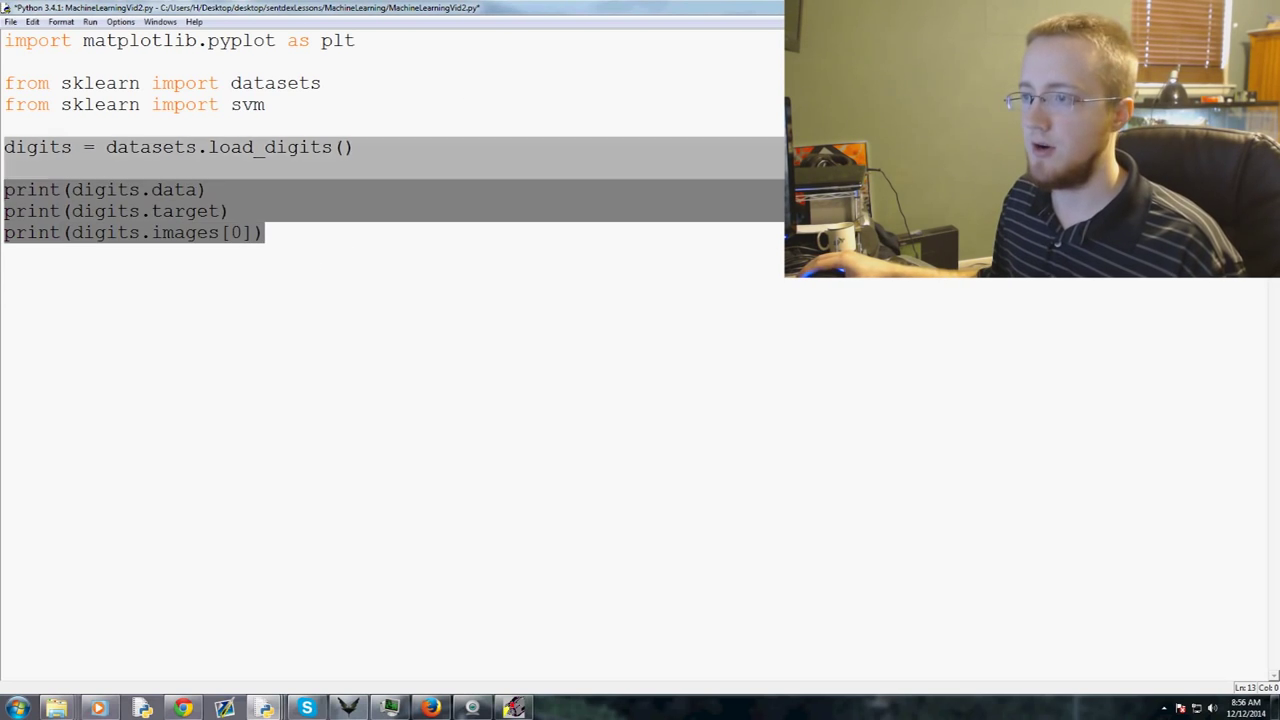 *Python 3.4.1: MachineLearningVid2.py - C:/Users/H/Desktop/desktop/sentdexLessons/MachineLearning/MachineLearningVid2.py*
File Edit Format Run Options Windows Help
import matplotlib.pyplot as plt
from sklearn import datasets
from sklearn import svm
digits = datasets.load_digits()
print(digits.data)
print(digits.target)
print(digits.images[0])
Ln: 13 Col: 0
8:56 AM
12/12/2014